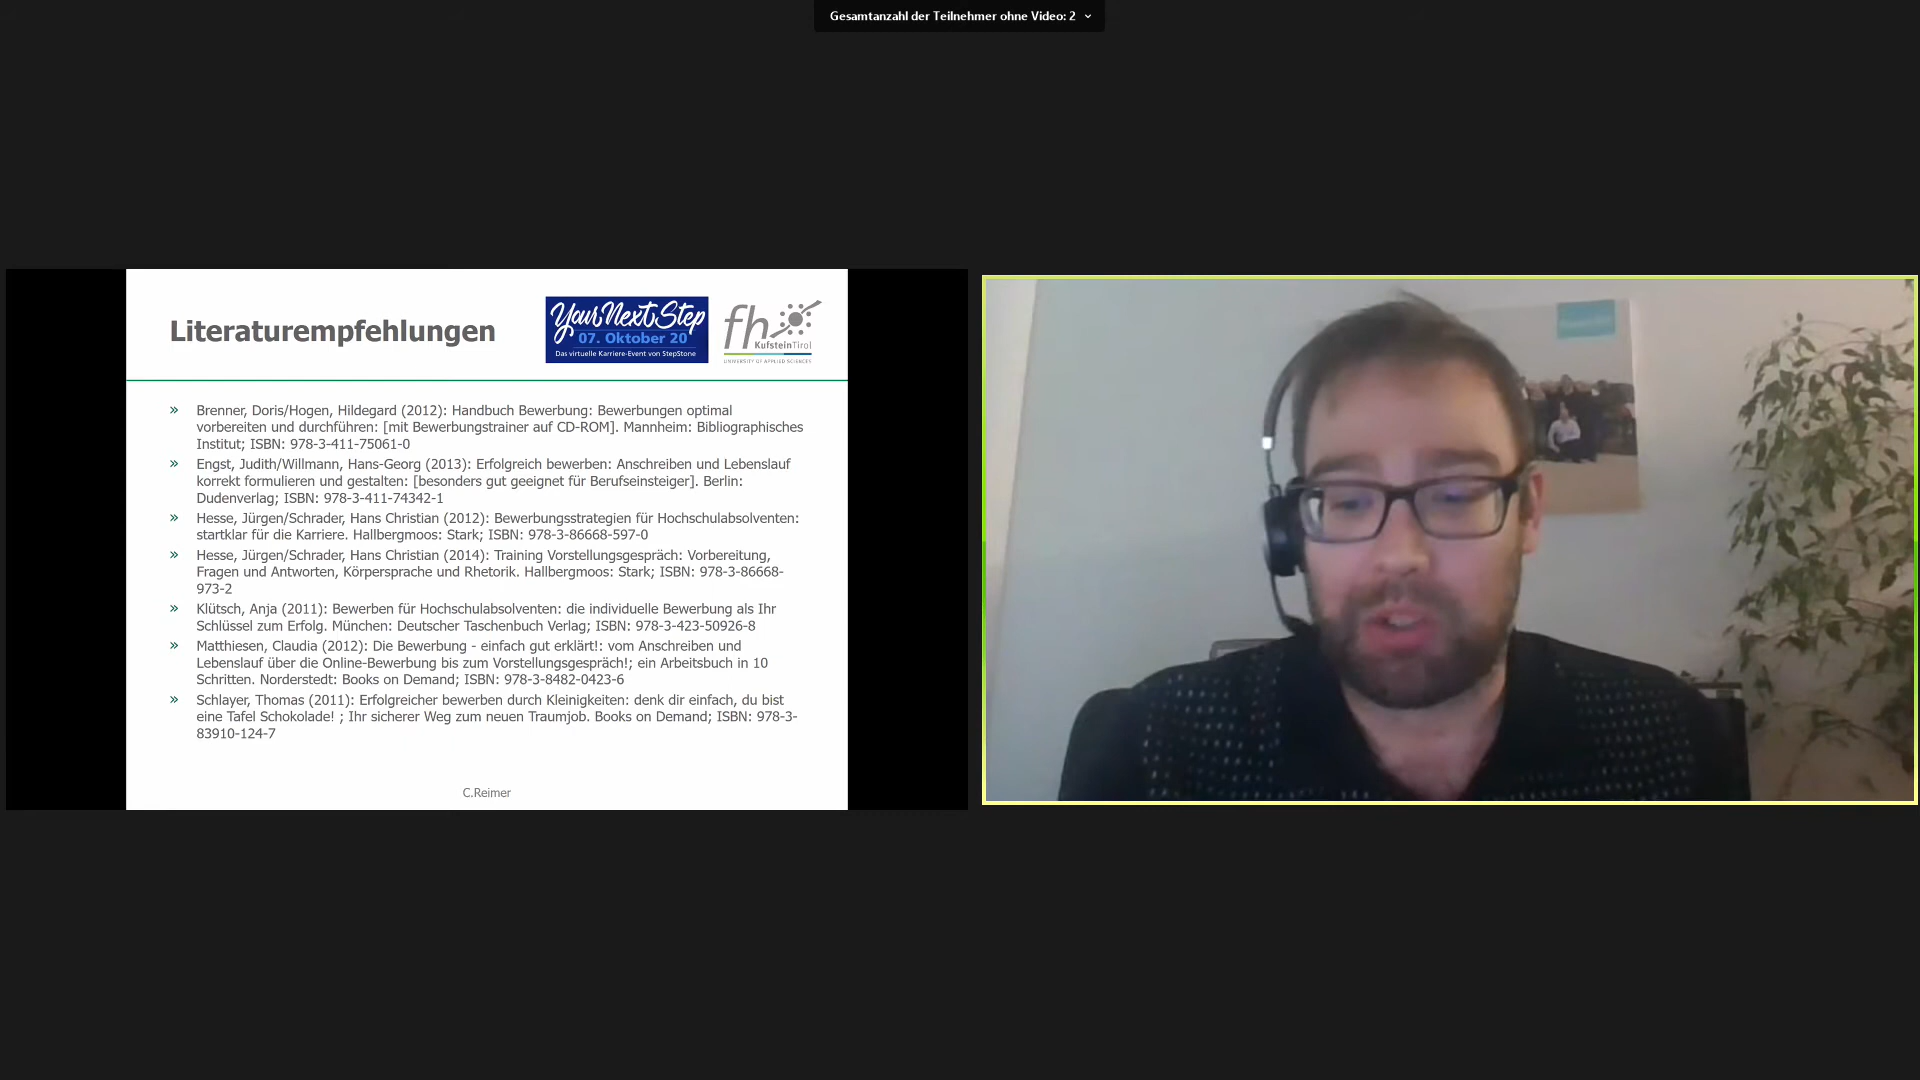 Gesamtanzahl der Teilnehmer ohne Video: 2
Literaturempfehlungen
Your Next Step
07. Oktober 20
Das virtuelle Karriere-Event von StepStone
fh
KufsteinTirol
UNIVERSITY OF APPLIED SCIENCES
» Brenner, Doris/Hogen, Hildegard (2012): Handbuch Bewerbung: Bewerbungen optimal
vorbereiten und durchführen: [mit Bewerbungstrainer auf CD-ROM]. Mannheim: Bibliographisches
Institut; ISBN: 978-3-411-75061-0
» Engst, Judith/Willmann, Hans-Georg (2013): Erfolgreich bewerben: Anschreiben und Lebenslauf
korrekt formulieren und gestalten: [besonders gut geeignet für Berufseinsteiger]. Berlin:
Dudenverlag; ISBN: 978-3-411-74342-1
» Hesse, Jürgen/Schrader, Hans Christian (2012): Bewerbungsstrategien für Hochschulabsolventen:
startklar für die Karriere. Hallbergmoos: Stark; ISBN: 978-3-86668-597-0
» Hesse, Jürgen/Schrader, Hans Christian (2014): Training Vorstellungsgespräch: Vorbereitung,
Fragen und Antworten, Körpersprache und Rhetorik. Hallbergmoos: Stark; ISBN: 978-3-86668-
973-2
» Klütsch, Anja (2011): Bewerben für Hochschulabsolventen: die individuelle Bewerbung als Ihr
Schlüssel zum Erfolg. München: Deutscher Taschenbuch Verlag; ISBN: 978-3-423-50926-8
» Matthiesen, Claudia (2012): Die Bewerbung - einfach gut erklärt!: vom Anschreiben und
Lebenslauf über die Online-Bewerbung bis zum Vorstellungsgespräch!; ein Arbeitsbuch in 10
Schritten. Norderstedt: Books on Demand; ISBN: 978-3-8482-0423-6
» Schlayer, Thomas (2011): Erfolgreicher bewerben durch Kleinigkeiten: denk dir einfach, du bist
eine Tafel Schokolade! ; Ihr sicherer Weg zum neuen Traumjob. Books on Demand; ISBN: 978-3-
83910-124-7
C.Reimer